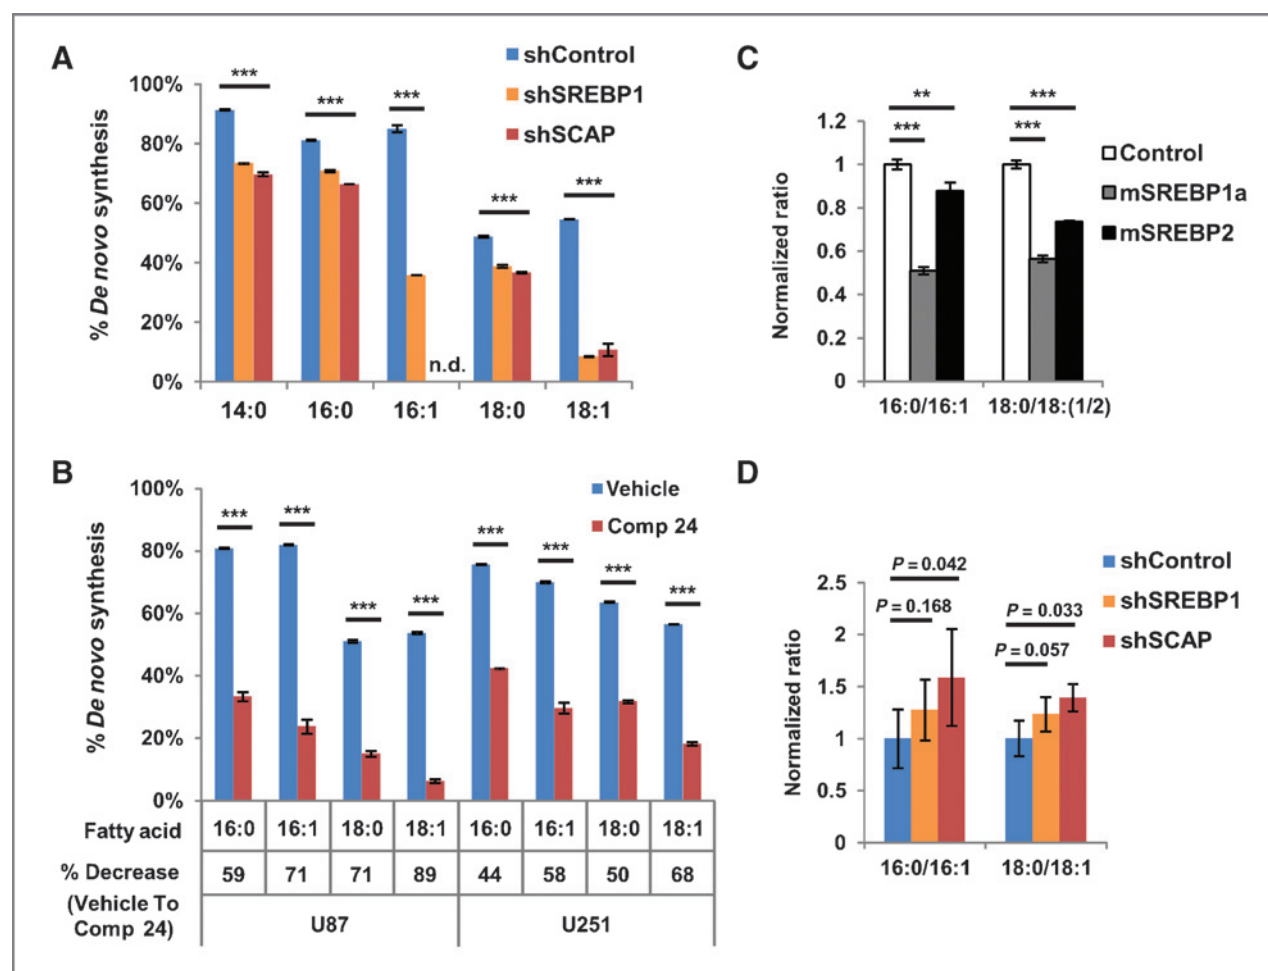 A
shControl
shSREBP1
shSCAP
% De novo synthesis
100%
80%
60%
40%
20%
0%
***
***
***
***
***
n.d.
14:0
16:0
16:1
18:0
18:1
B
Vehicle
Comp 24
% De novo synthesis
100%
80%
60%
40%
20%
0%
***
***
***
***
***
***
***
***
Fatty acid 16:0 16:1 18:0 18:1 16:0 16:1 18:0 18:1
% Decrease 59 71 71 89 44 58 50 68
(Vehicle To
Comp 24)
U87 U251
C
Control
mSREBP1a
mSREBP2
Normalized ratio
1.2
1
0.8
0.6
0.4
0.2
0
**
***
***
***
16:0/16:1
18:0/18:(1/2)
D
shControl
shSREBP1
shSCAP
Normalized ratio
2.5
2
1.5
1
0.5
0
P = 0.042
P = 0.168
P = 0.033
P = 0.057
16:0/16:1
18:0/18:1